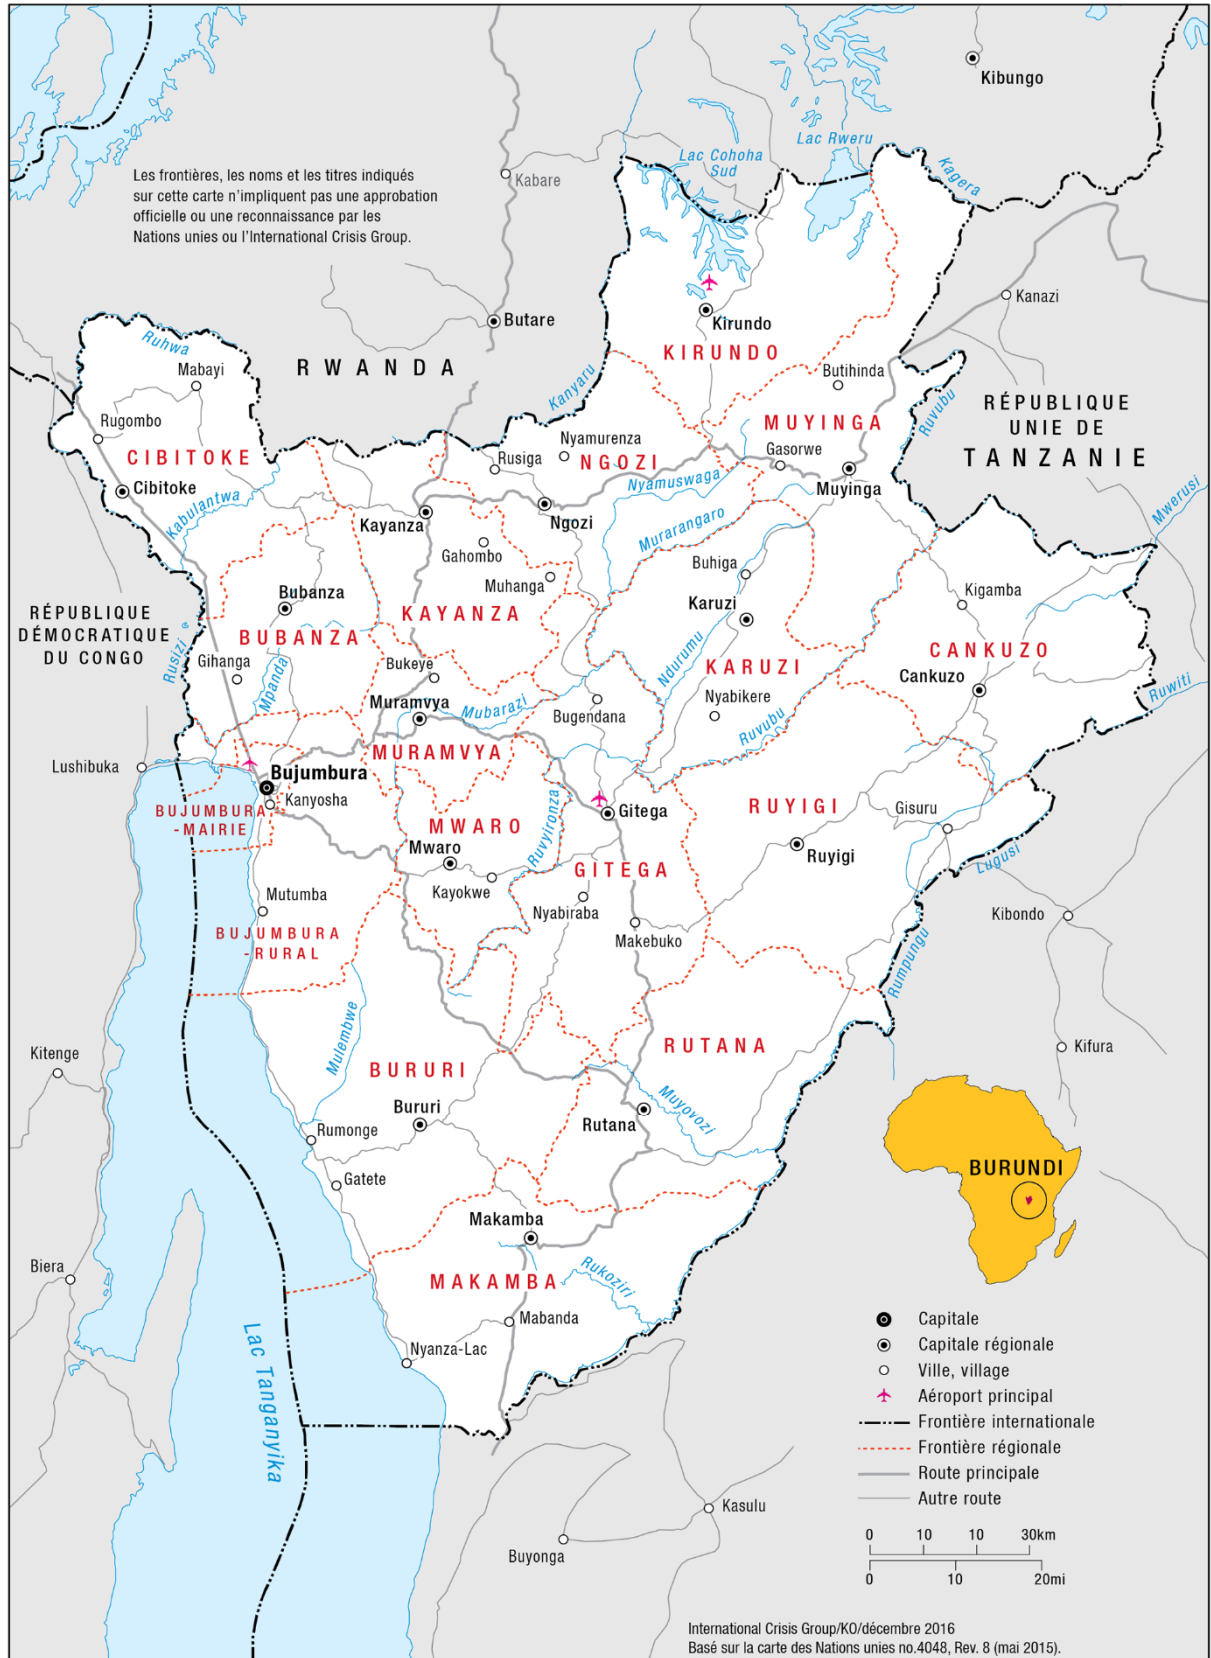 Kibungo
Lac Rweru
Lac Cohoha
Sud
Kagera
Kabare
Les frontières, les noms et les titres indiqués
sur cette carte n'impliquent pas une approbation
officielle ou une reconnaissance par les
Nations unies ou l'International Crisis Group.
Kanazi
Butare
Kirundo
KIRUNDO
Ruhwa
Mabayi
RWANDA
Kanyaru
Butihinda
Ruvubu
RÉPUBLIQUE
UNIE DE
TANZANIE
Rugombo
CIBITOKE
Nyamurenza
Rusiga
NGOZI
MUYINGA
Gasorwe
Cibitoke
Kabulantwa
Nyamuswaga
Muyinga
Mwerusi
Kayanza
Ngozi
Murarangaro
Gahombo
Muhanga
Buhiga
Kigamba
Bubanza
Karuzi
RÉPUBLIQUE
DÉMOCRATIQUE
DU CONGO
KAYANZA
BUBANZA
Rusizi
Gihanga
Mpanda
Bukeye
Ndurumu
KARUZI
CANKUZO
Cankuzo
Ruwiti
Muramvya
Mubarazi
Bugendana
Nyabikere
Ruvubu
Lushibuka
MURAMVYA
Bujumbura
Kanyosha
BUJUMBURA
-MAIRIE
MWARO
Ruvyironza
Gitega
RUYIGI
Gisuru
Mwaro
Ruyigi
Lugusi
GITEGA
Kayokwe
Mutumba
Nyabiraba
Kibondo
BUJUMBURA
-RURAL
Makebuko
Rumpungu
Mulembwe
Kitenge
RUTANA
Kifura
BURURI
Bururi
Muyovozi
Rutana
Rumonge
BURUNDI
Gatete
Makamba
Biera
MAKAMBA
Rukoziri
Mabanda
Nyanza-Lac
Lac Tanganyika
Capitale
Capitale régionale
Ville, village
Aéroport principal
Frontière internationale
Frontière régionale
Route principale
Autre route
Kasulu
Buyonga
0 10 10 30km
0 10 20mi
International Crisis Group/KO/décembre 2016
Basé sur la carte des Nations unies no.4048, Rev. 8 (mai 2015).